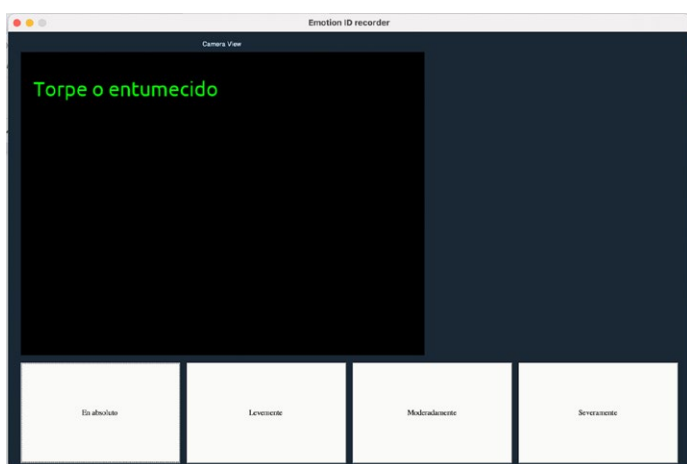 Emotion ID recorder
Camera View
Torpe o entumecido
En absoluto
Levemente
Moderadamente
Severamente